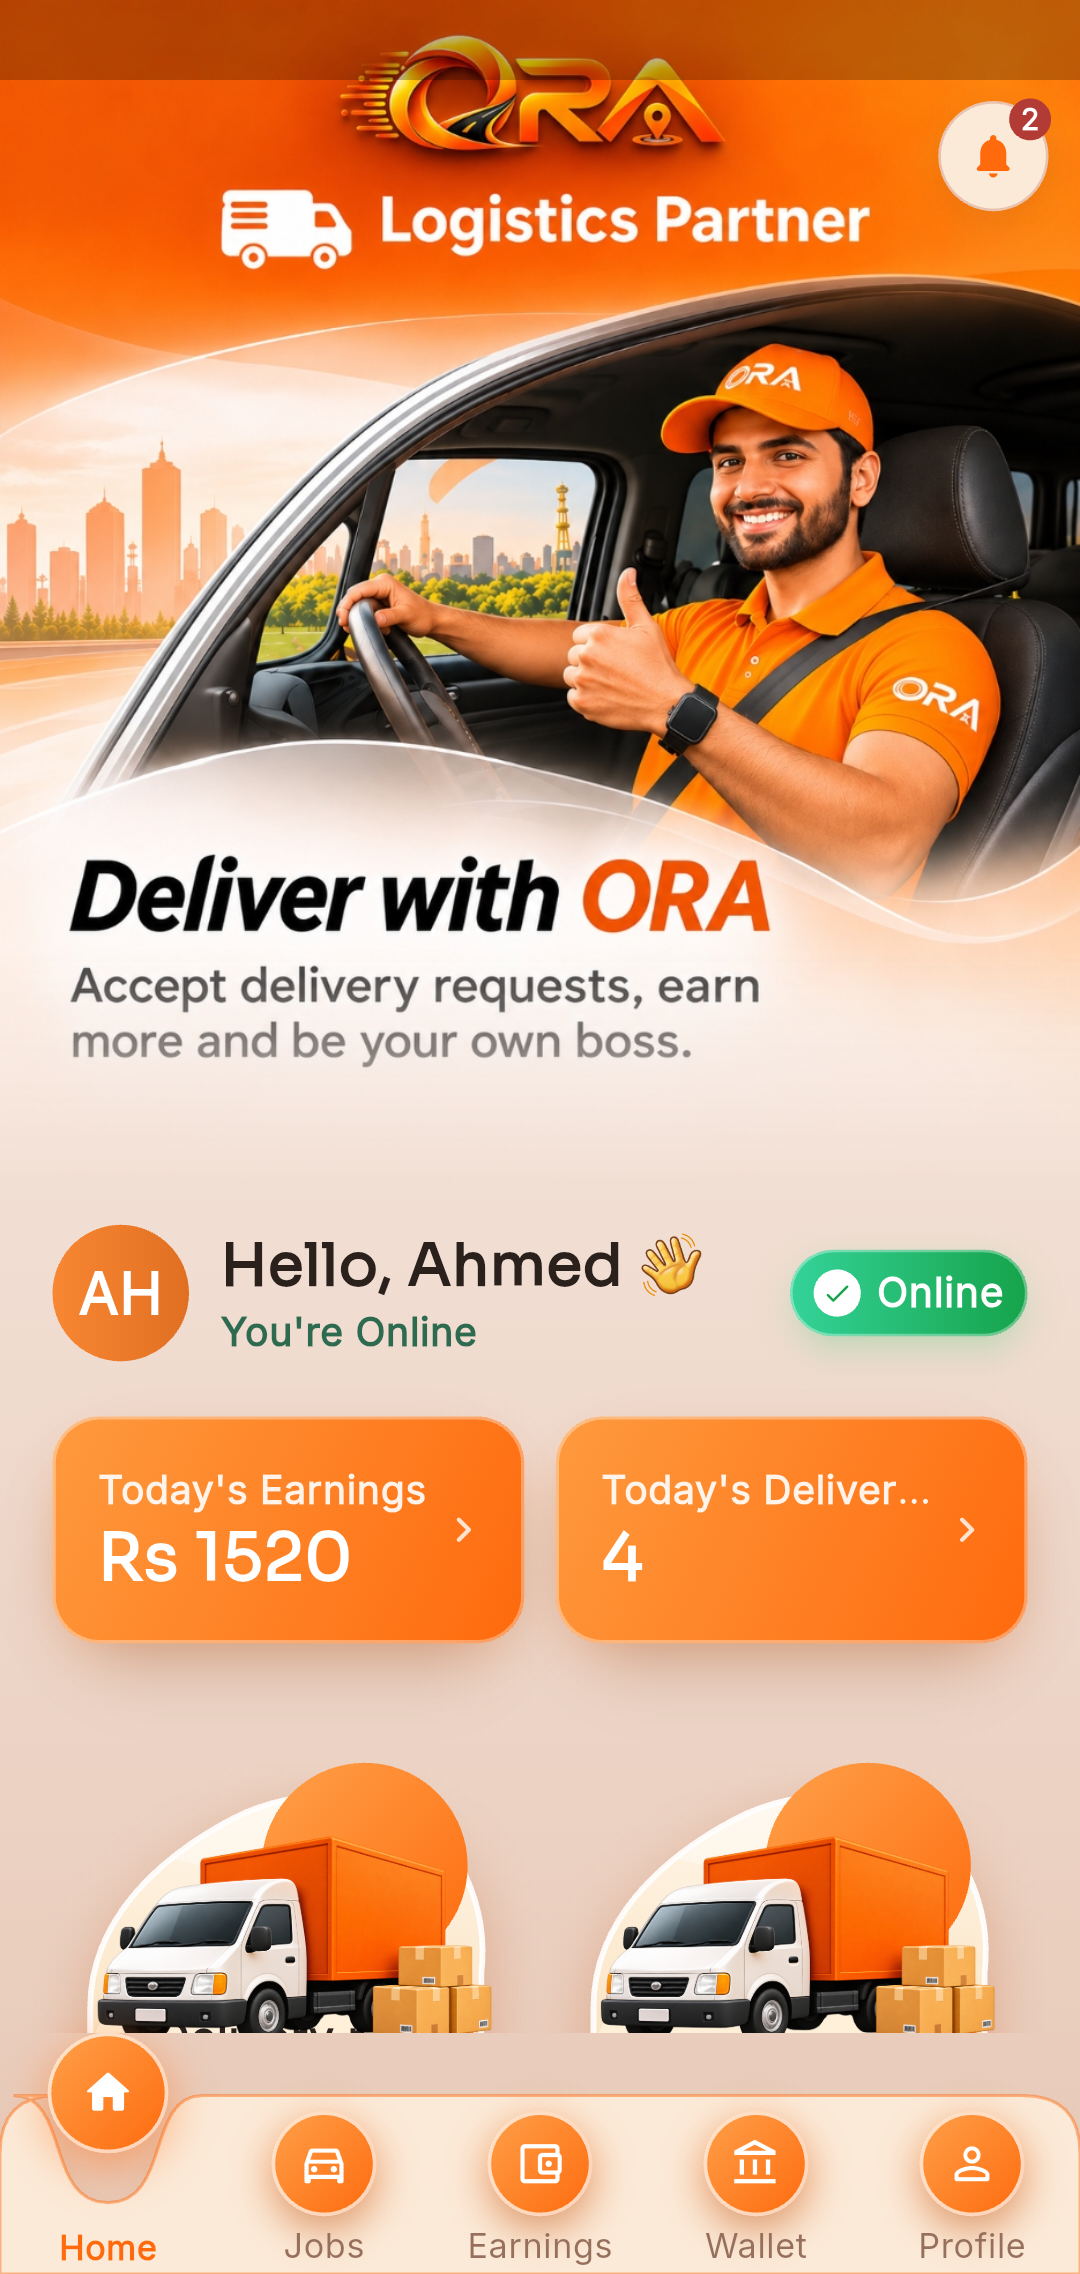 ORA
2
Logistics Partner
ORA
ORA
Deliver with ORA
Accept delivery requests, earn
more and be your own boss.
AH
Hello, Ahmed 👋
You're Online
Online
Today's Earnings
Rs 1520
Today's Deliver...
4
Home
Jobs
Earnings
Wallet
Profile